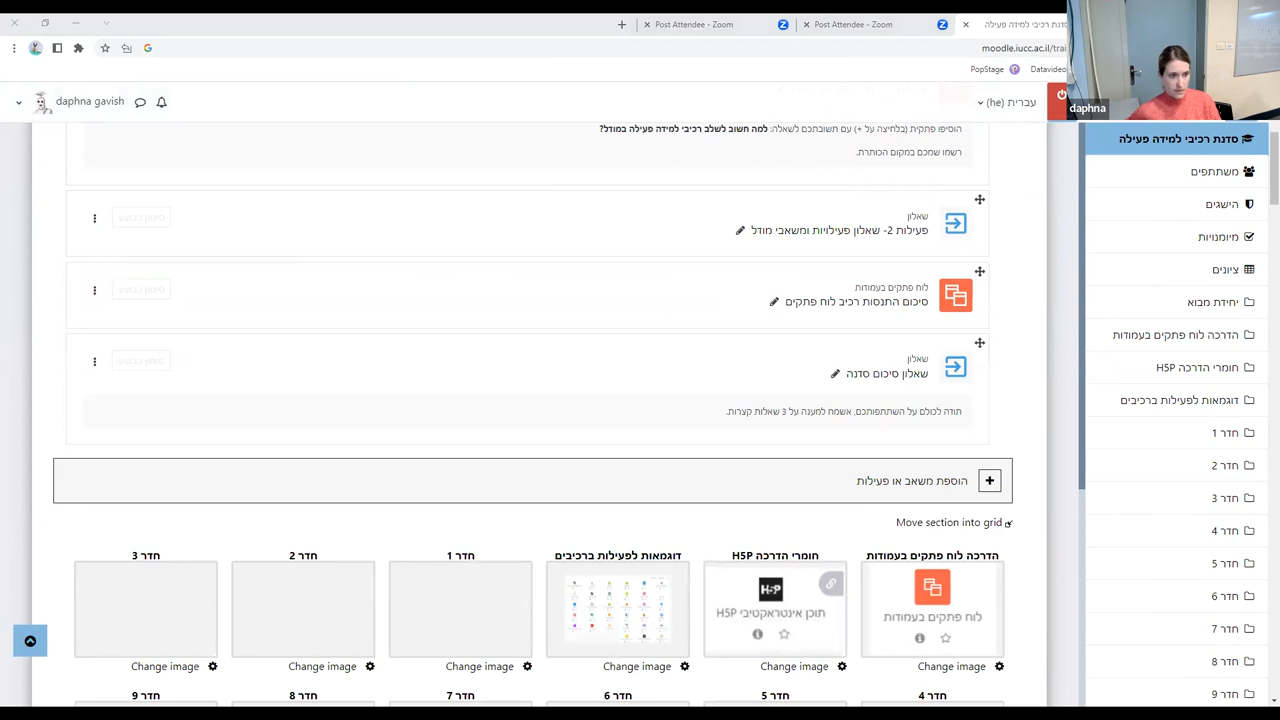 Post Attendee - Zoom
Post Attendee - Zoom
סדנת רכיבי למידה פעילה
moodle.iucc.ac.il/trai
PopStage
Datavideo
daphna gavish
עברית ‎(he)‎
daphna
הוסיפו פתקית (בלחיצה על +) עם תשובתכם לשאלה: למה חשוב לשלב רכיבי למידה פעילה במודל?
רשמו שמכם במקום הכותרת.
שאלון
פעילות 2- שאלון פעילויות ומשאבי מודל
סימון כבוצע
לוח פתקים בעמודות
סיכום התנסות רכיב לוח פתקים
סימון כבוצע
שאלון
שאלון סיכום סדנה
סימון כבוצע
תודה לכולם על השתתפותכם, אשמח למענה על 3 שאלות קצרות.
הוספת משאב או פעילות
Move section into grid
הדרכה לוח פתקים בעמודות
חומרי הדרכה H5P
דוגמאות לפעילות ברכיבים
חדר 1
חדר 2
חדר 3
לוח פתקים בעמודות
H5P
תוכן אינטראקטיבי H5P
Change image
Change image
Change image
Change image
Change image
Change image
חדר 4
חדר 5
חדר 6
חדר 7
חדר 8
חדר 9
סדנת רכיבי למידה פעילה
משתתפים
הישגים
מיומנויות
ציונים
יחידת מבוא
הדרכה לוח פתקים בעמודות
חומרי הדרכה H5P
דוגמאות לפעילות ברכיבים
חדר 1
חדר 2
חדר 3
חדר 4
חדר 5
חדר 6
חדר 7
חדר 8
חדר 9